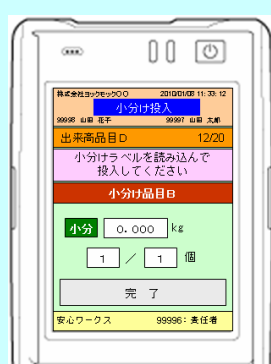 株式会社ヨックモック〇〇 2010/01/08 11:33:12
小分け投入
99998 山田 花子 99997 山田 太郎
出来高品目D 12/20
小分けラベルを読み込んで
投入してください
小分け品目B
小分 0.000 kg
1 / 1 個
完 了
安心ワークス 99996:責任者